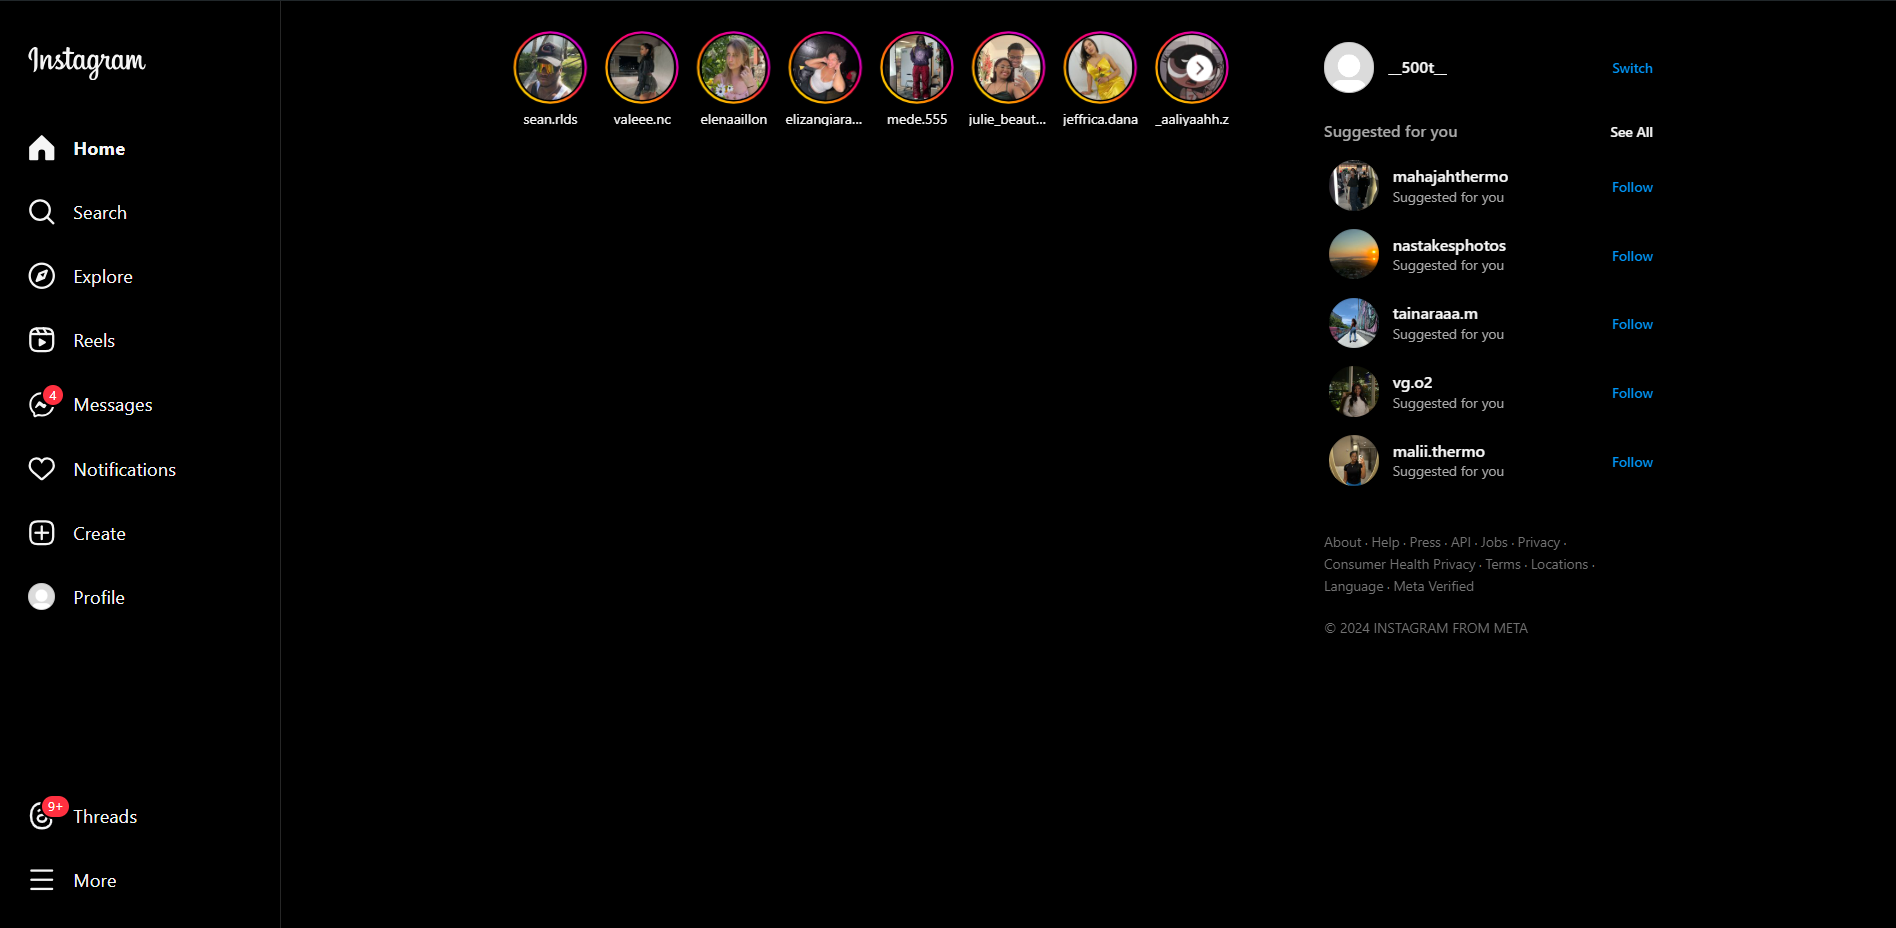 Instagram
Home
Search
Explore
Reels
4
Messages
Notifications
Create
Profile
9+
Threads
More
sean.rlds
valeee.nc
elenaaillon
elizangiara...
mede.555
julie_beaut...
jeffrica.dana
_aaliyaahh.z
__500t__
Switch
Suggested for you
See All
mahajahthermo
Suggested for you
Follow
nastakesphotos
Suggested for you
Follow
tainaraaa.m
Suggested for you
Follow
vg.o2
Suggested for you
Follow
malii.thermo
Suggested for you
Follow
About · Help · Press · API · Jobs · Privacy ·
Consumer Health Privacy · Terms · Locations ·
Language · Meta Verified
© 2024 INSTAGRAM FROM META